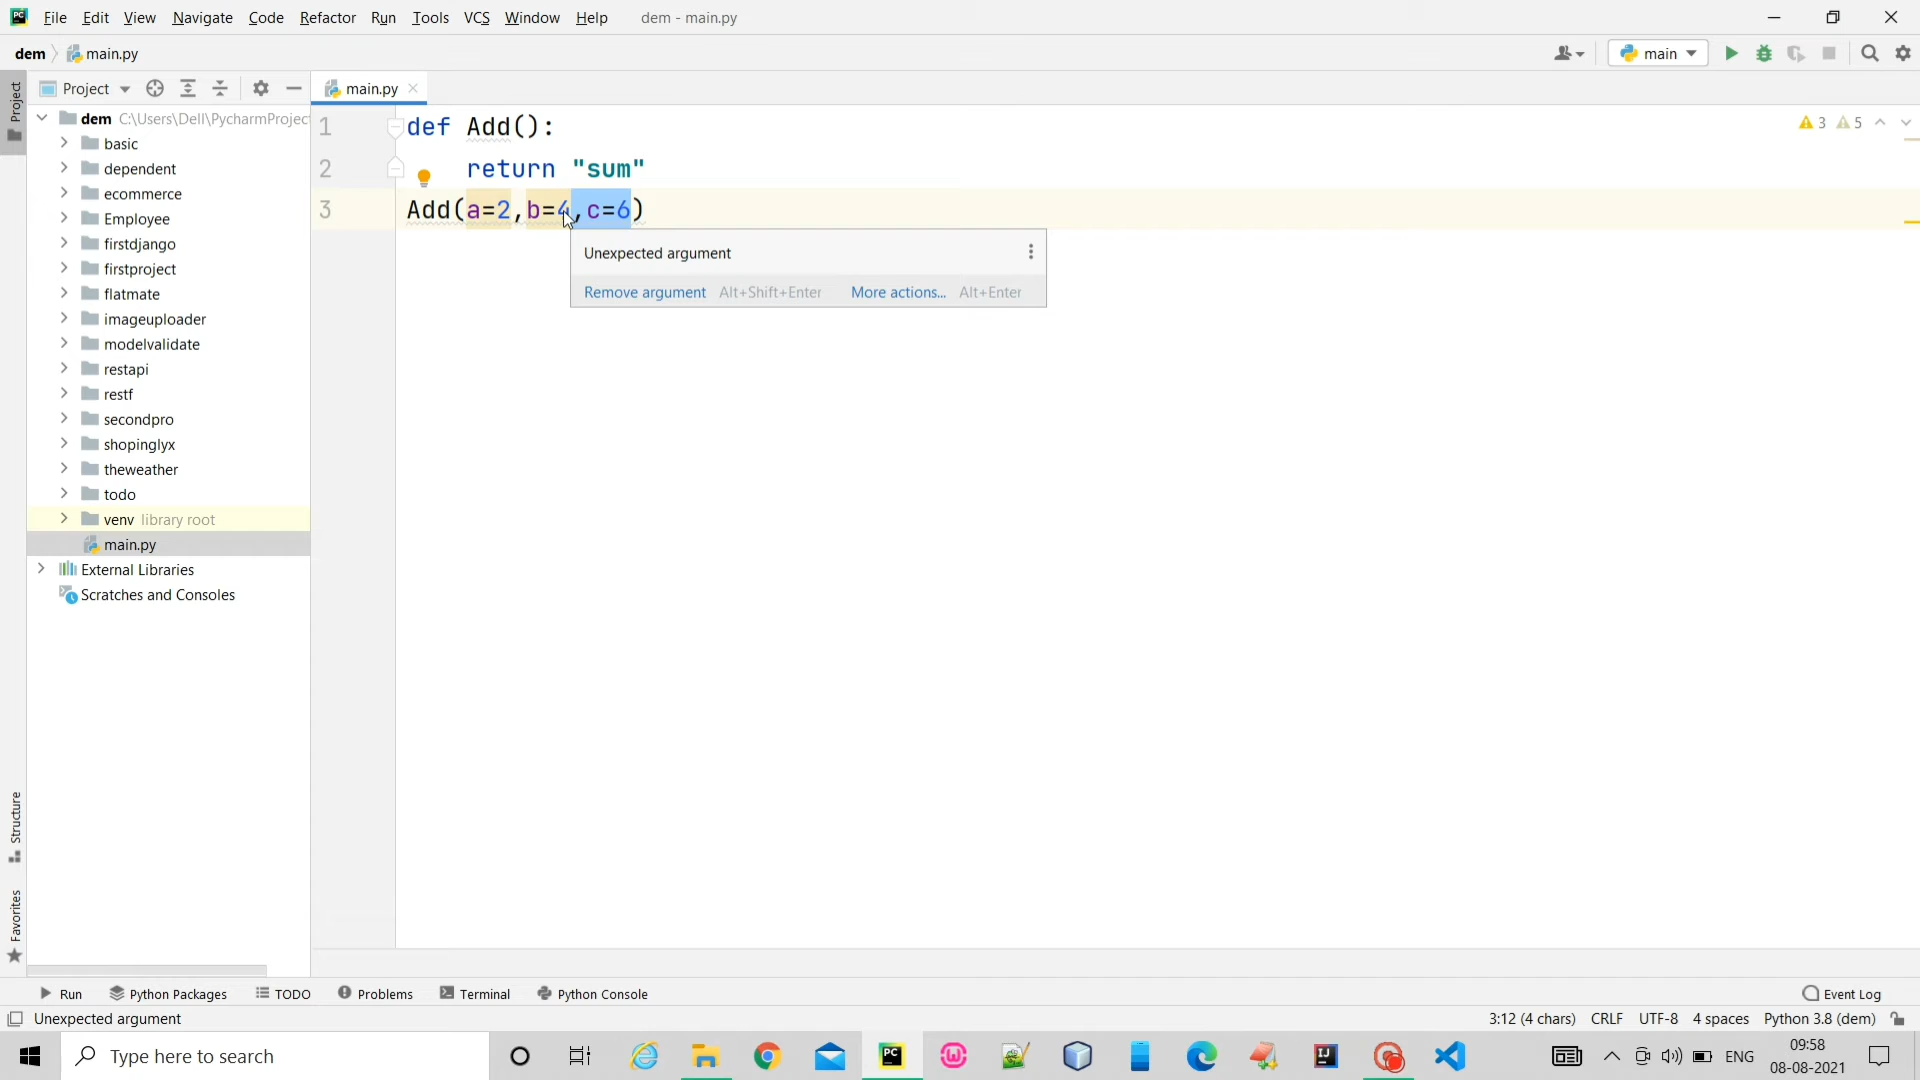 File Edit View Navigate Code Refactor Run Tools VCS Window Help dem - main.py
dem main.py main
Project main.py
Project
dem C:\Users\Dell\PycharmProjec
basic
dependent
ecommerce
Employee
firstdjango
firstproject
flatmate
imageuploader
modelvalidate
restapi
restf
secondpro
shopinglyx
theweather
todo
venv library root
main.py
External Libraries
Scratches and Consoles
1 def Add():
2 return "sum"
3 Add(a=2,b=4,c=6)
3 5
Unexpected argument
Remove argument Alt+Shift+Enter More actions... Alt+Enter
Structure
Favorites
Run Python Packages TODO Problems Terminal Python Console Event Log
Unexpected argument 3:12 (4 chars) CRLF UTF-8 4 spaces Python 3.8 (dem)
Type here to search ENG 09:58
08-08-2021